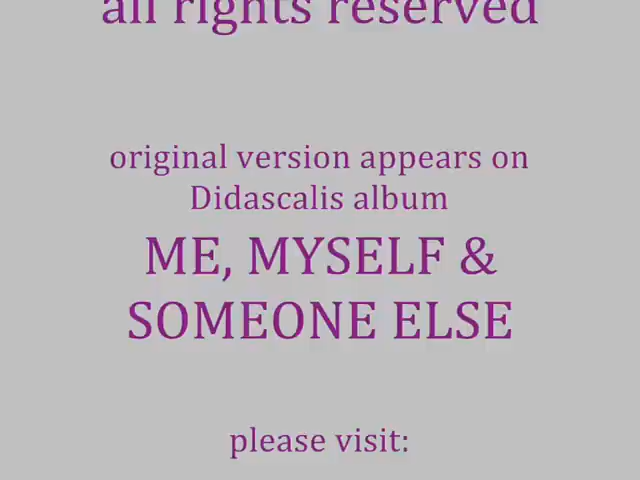 all rights reserved
original version appears on
Didascalis album
ME, MYSELF &
SOMEONE ELSE
please visit: